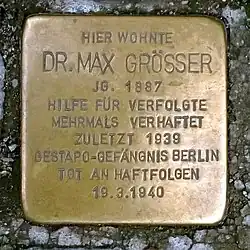 HIER WOHNTE
DR. MAX GRÖSSER
JG. 1887
HILFE FÜR VERFOLGTE
MEHRMALS VERHAFTET
ZULETZT 1939
GESTAPO-GEFÄNGNIS BERLIN
TOT AN HAFTFOLGEN
19.3.1940